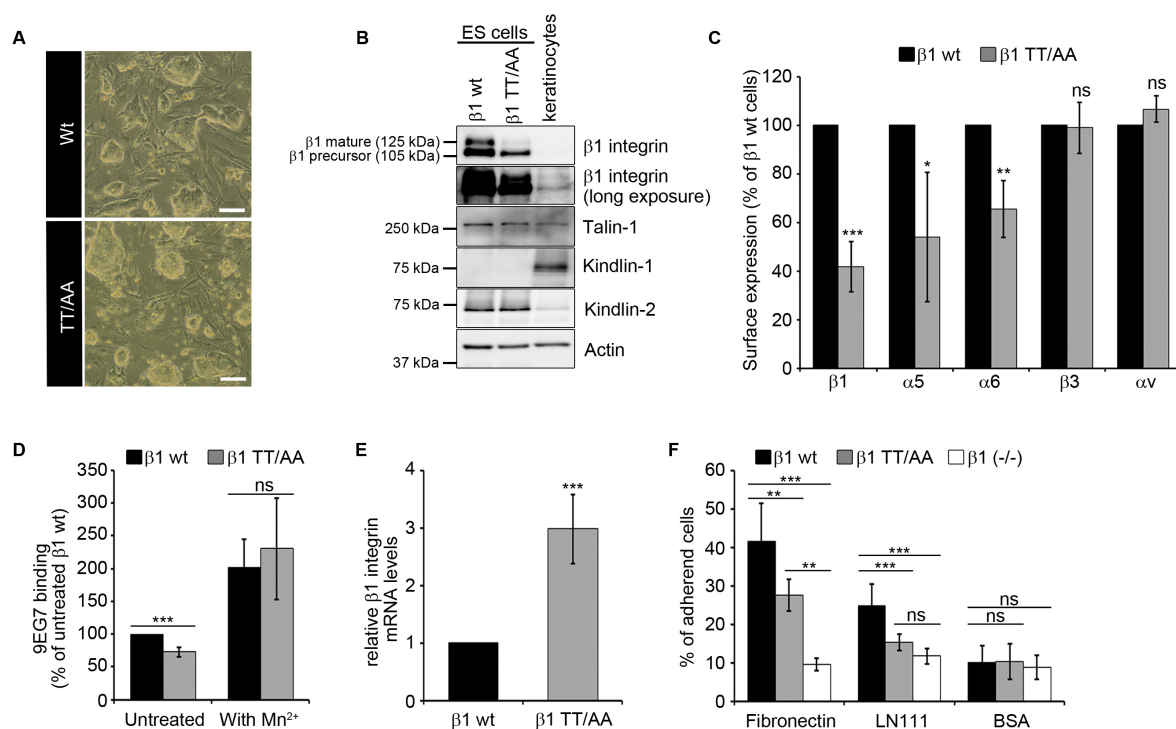 A
Wt
TT/AA
B
ES cells
β1 wt
β1 TT/AA
keratinocytes
β1 mature (125 kDa)
β1 precursor (105 kDa)
β1 integrin
β1 integrin
(long exposure)
250 kDa
Talin-1
75 kDa
Kindlin-1
75 kDa
Kindlin-2
37 kDa
Actin
C
β1 wt
β1 TT/AA
Surface expression (% of β1 wt cells)
120
100
80
60
40
20
0
***
*
**
ns
ns
β1
α5
α6
β3
αv
D
β1 wt
β1 TT/AA
9EG7 binding
(% of untreated β1 wt)
350
300
250
200
150
100
50
0
***
ns
Untreated
With Mn²⁺
E
relative β1 integrin
mRNA levels
4
3
2
1
0
***
β1 wt
β1 TT/AA
F
β1 wt
β1 TT/AA
β1 (-/-)
% of adherend cells
60
50
40
30
20
10
0
***
**
**
***
***
ns
ns
ns
Fibronectin
LN111
BSA